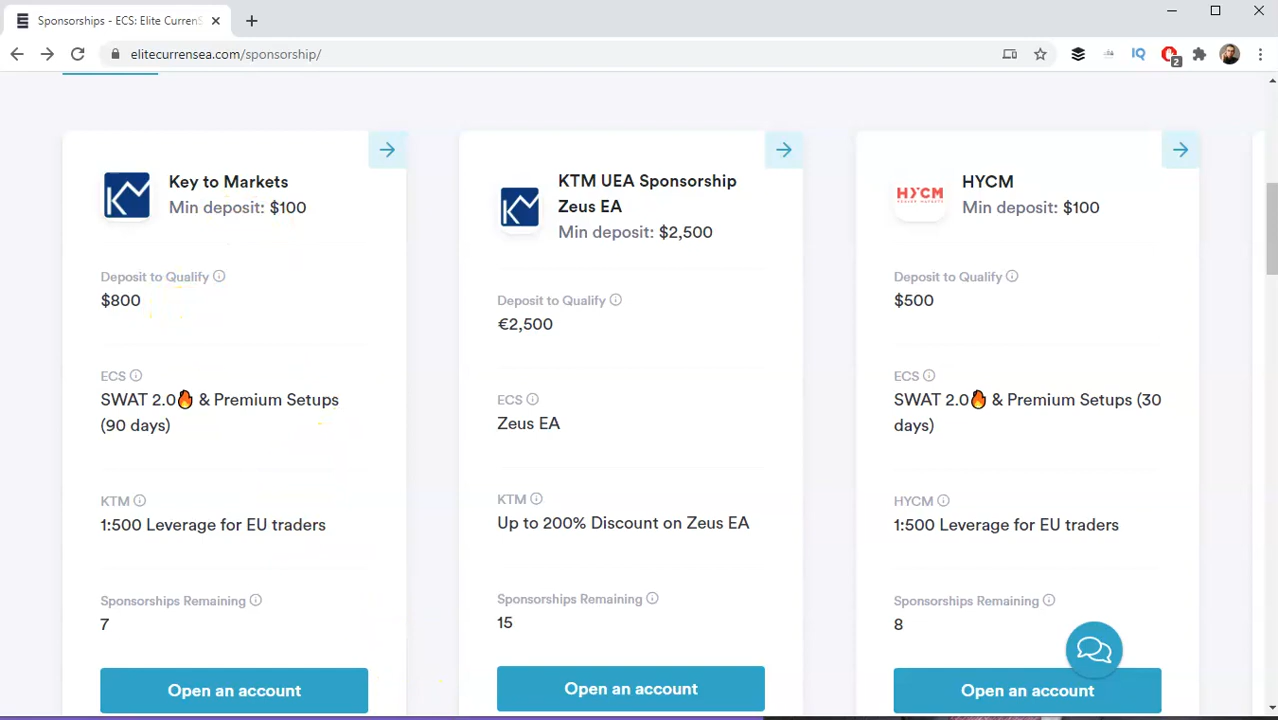 Sponsorships - ECS: Elite CurrenS
elitecurrensea.com/sponsorship/
IQ
2
Key to Markets
Min deposit: $100
Deposit to Qualify
$800
ECS
SWAT 2.0🔥 & Premium Setups
(90 days)
KTM
1:500 Leverage for EU traders
Sponsorships Remaining
7
Open an account
KTM UEA Sponsorship
Zeus EA
Min deposit: $2,500
Deposit to Qualify
€2,500
ECS
Zeus EA
KTM
Up to 200% Discount on Zeus EA
Sponsorships Remaining
15
Open an account
HYCM
HYCM
Min deposit: $100
Deposit to Qualify
$500
ECS
SWAT 2.0🔥 & Premium Setups (30
days)
HYCM
1:500 Leverage for EU traders
Sponsorships Remaining
8
Open an account